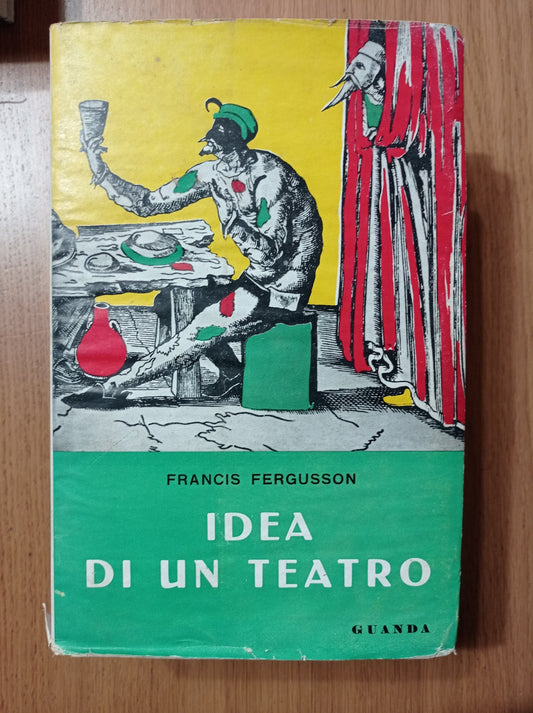 FRANCIS FERGUSSON
IDEA
DI UN TEATRO
GUANDA